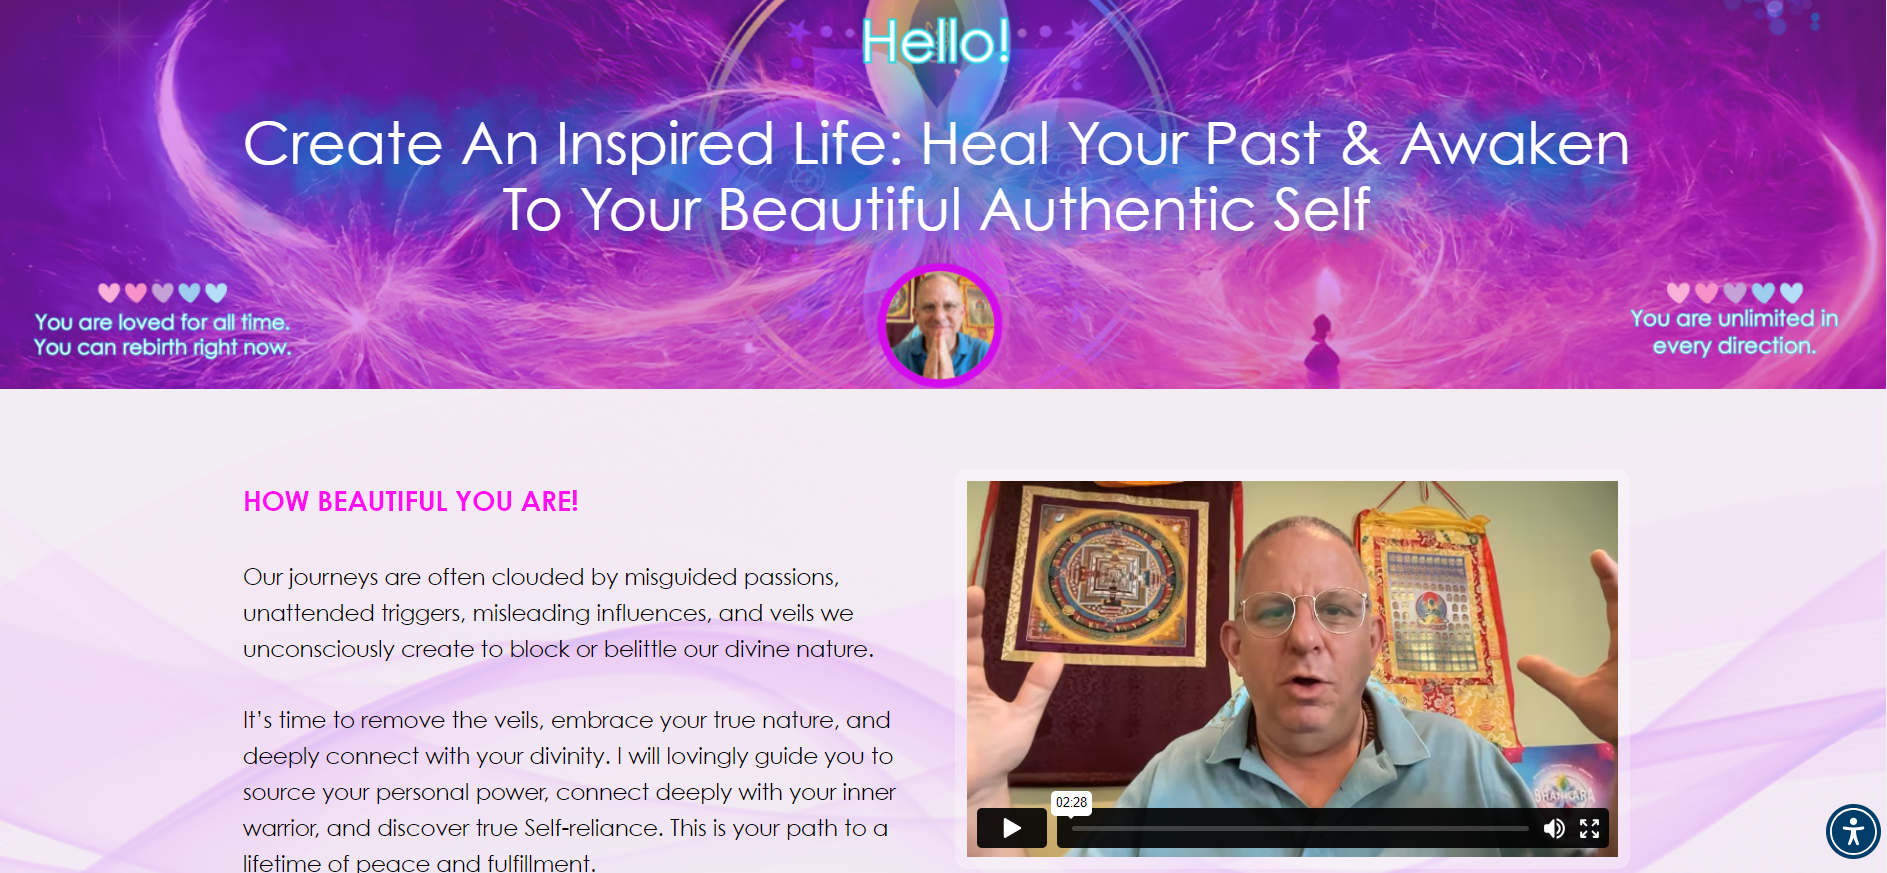 Hello!
Create An Inspired Life: Heal Your Past & Awaken
To Your Beautiful Authentic Self
You are loved for all time.
You can rebirth right now.
You are unlimited in
every direction.
HOW BEAUTIFUL YOU ARE!
Our journeys are often clouded by misguided passions,
unattended triggers, misleading influences, and veils we
unconsciously create to block or belittle our divine nature.
It’s time to remove the veils, embrace your true nature, and
deeply connect with your divinity. I will lovingly guide you to
source your personal power, connect deeply with your inner
warrior, and discover true Self-reliance. This is your path to a
lifetime of peace and fulfillment.
SHANKARA
02:28